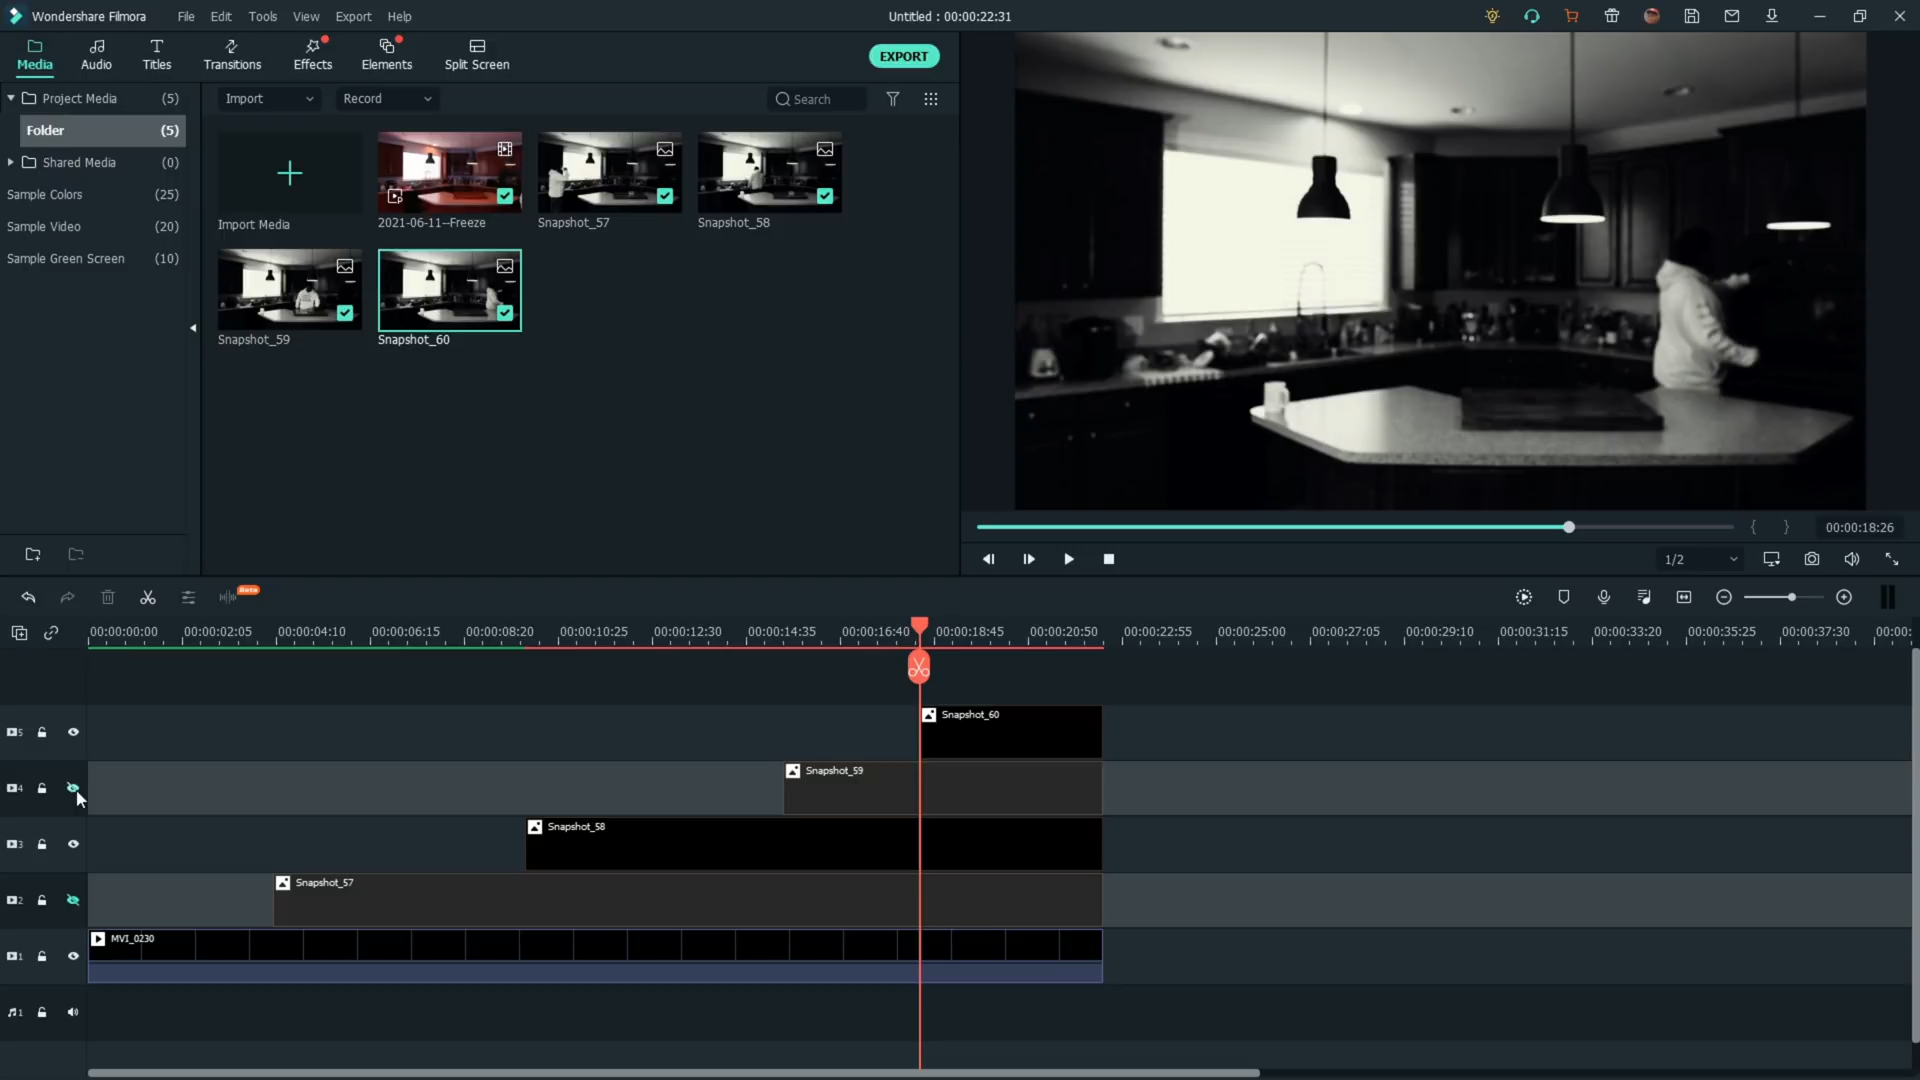 Wondershare Filmora
File
Edit
Tools
View
Export
Help
Untitled : 00:00:22:31
Media
Audio
Titles
Transitions
Effects
Elements
Split Screen
EXPORT
Project Media (5)
Import
Record
Search
Folder (5)
Shared Media (0)
Sample Colors (25)
Sample Video (20)
Sample Green Screen (10)
Import Media
2021-06-11--Freeze
Snapshot_57
Snapshot_58
Snapshot_59
Snapshot_60
00:00:18:26
1/2
Beta
00:00:00:00
00:00:02:05
00:00:04:10
00:00:06:15
00:00:08:20
00:00:10:25
00:00:12:30
00:00:14:35
00:00:16:40
00:00:18:45
00:00:20:50
00:00:22:55
00:00:25:00
00:00:27:05
00:00:29:10
00:00:31:15
00:00:33:20
00:00:35:25
00:00:37:30
00:00:
5
Snapshot_60
4
Snapshot_59
3
Snapshot_58
2
Snapshot_57
1
MVI_0230
1